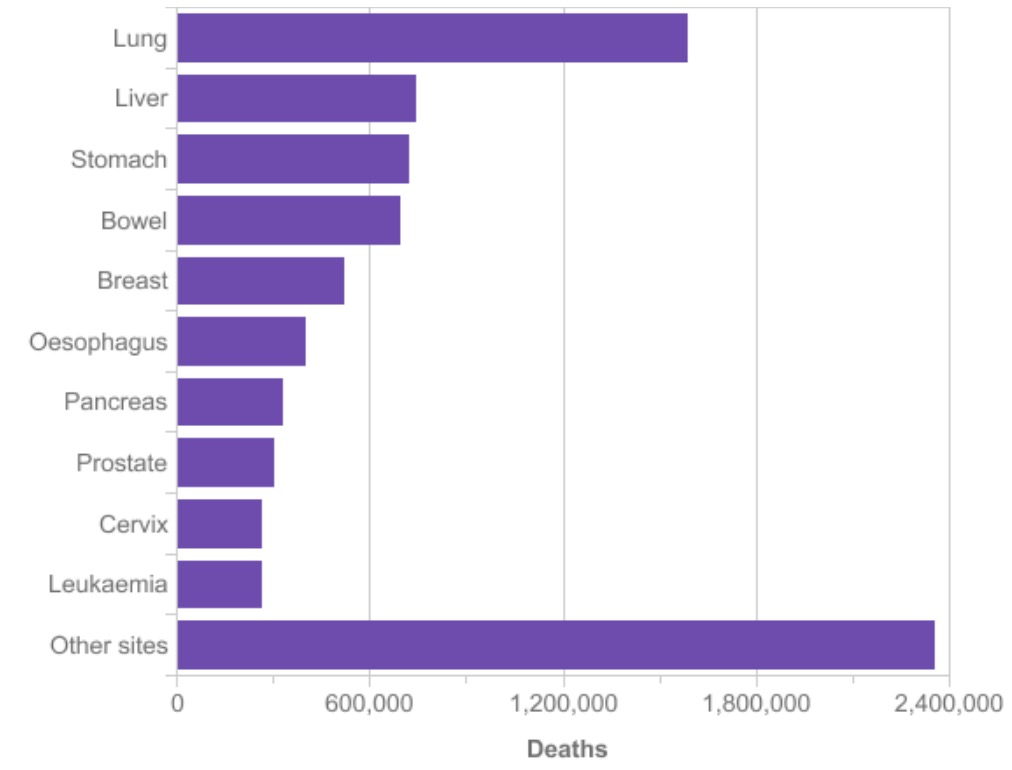 Lung
Liver
Stomach
Bowel
Breast
Oesophagus
Pancreas
Prostate
Cervix
Leukaemia
Other sites
0 600,000 1,200,000 1,800,000 2,400,000
Deaths